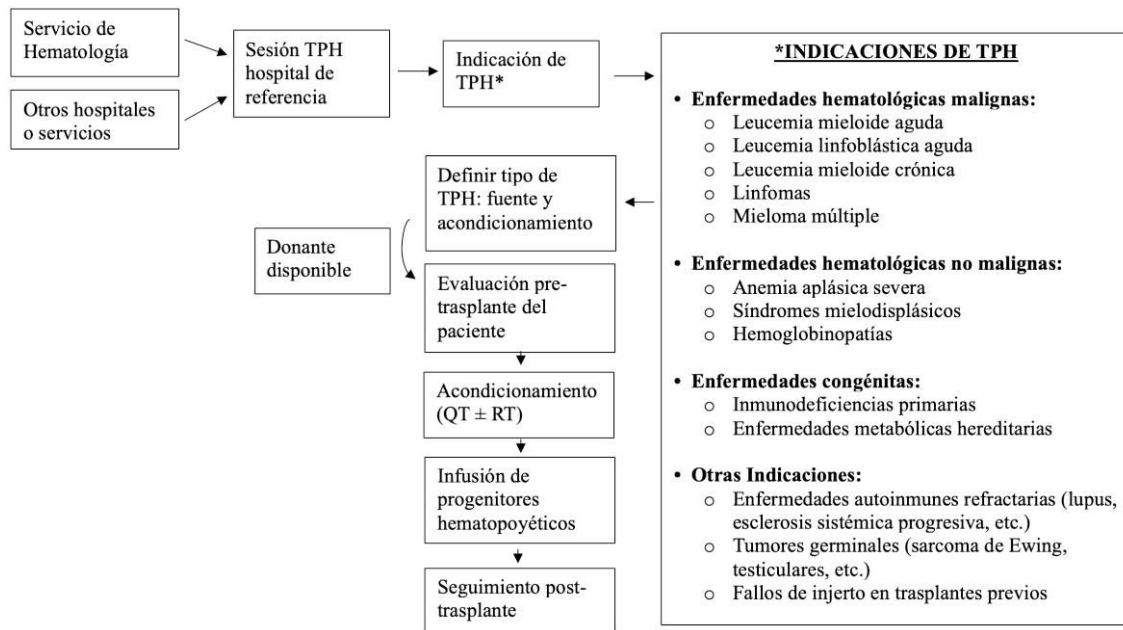 Servicio de
Hematología
Otros hospitales
o servicios
Sesión TPH
hospital de
referencia
Indicación de
TPH*
*INDICACIONES DE TPH
• Enfermedades hematológicas malignas:
o Leucemia mieloide aguda
o Leucemia linfoblástica aguda
o Leucemia mieloide crónica
o Linfomas
o Mieloma múltiple
• Enfermedades hematológicas no malignas:
o Anemia aplásica severa
o Síndromes mielodisplásicos
o Hemoglobinopatías
• Enfermedades congénitas:
o Inmunodeficiencias primarias
o Enfermedades metabólicas hereditarias
• Otras Indicaciones:
o Enfermedades autoinmunes refractarias (lupus,
esclerosis sistémica progresiva, etc.)
o Tumores germinales (sarcoma de Ewing,
testiculares, etc.)
o Fallos de injerto en trasplantes previos
Definir tipo de
TPH: fuente y
acondicionamiento
Donante
disponible
Evaluación pre-
trasplante del
paciente
Acondicionamiento
(QT ± RT)
Infusión de
progenitores
hematopoyéticos
Seguimiento post-
trasplante